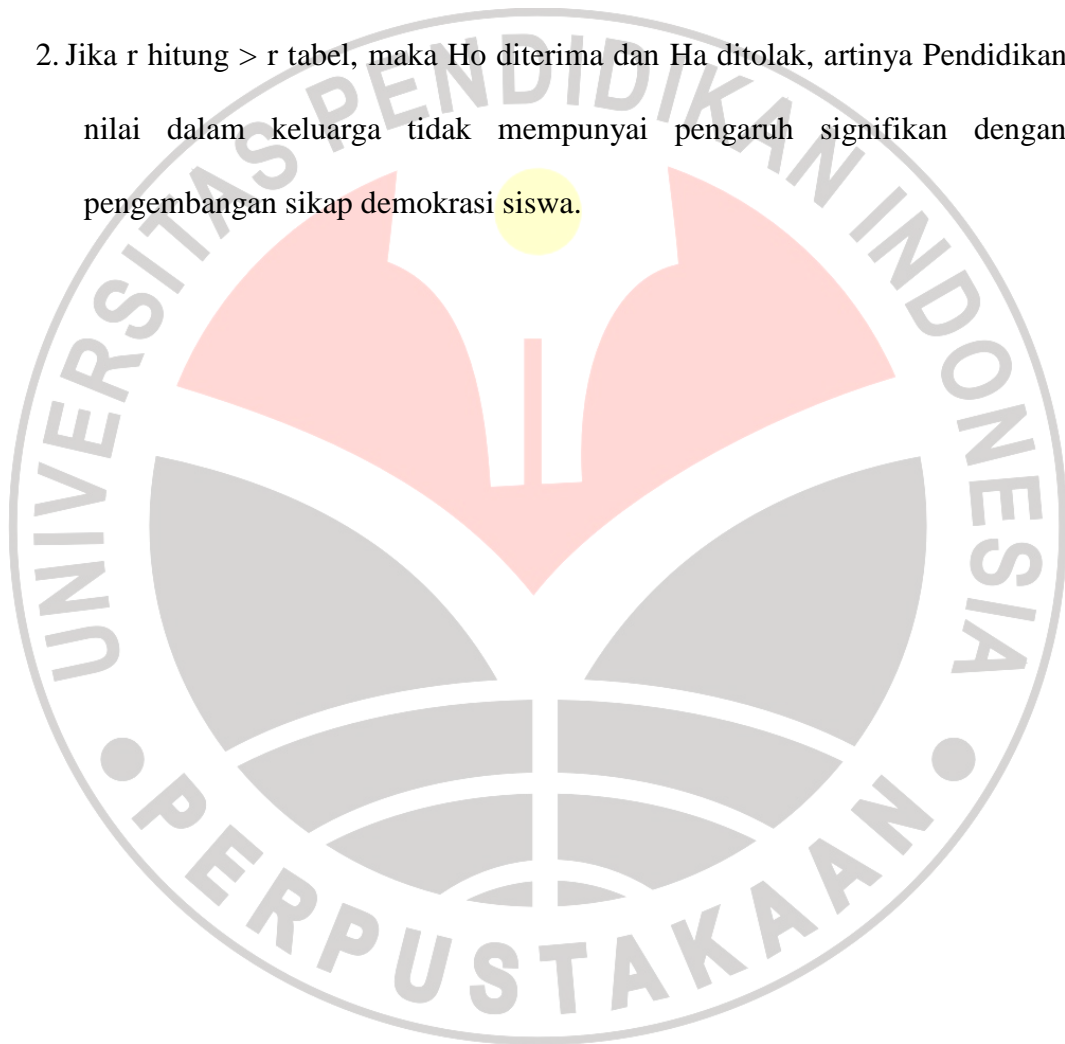 2. Jika r hitung > r tabel, maka Ho diterima dan Ha ditolak, artinya Pendidikan
nilai dalam keluarga tidak mempunyai pengaruh signifikan dengan
pengembangan sikap demokrasi siswa.
UNIVERSITAS PENDIDIKAN INDONESIA
PERPUSTAKAAN